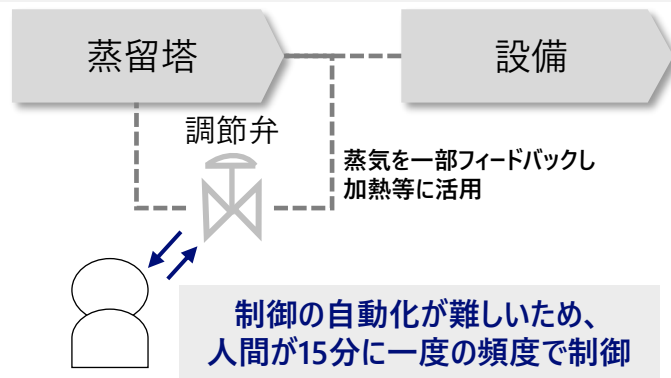 蒸留塔
設備
調節弁
蒸気を一部フィードバックし
加熱等に活用
制御の自動化が難しいため、
人間が15分に一度の頻度で制御